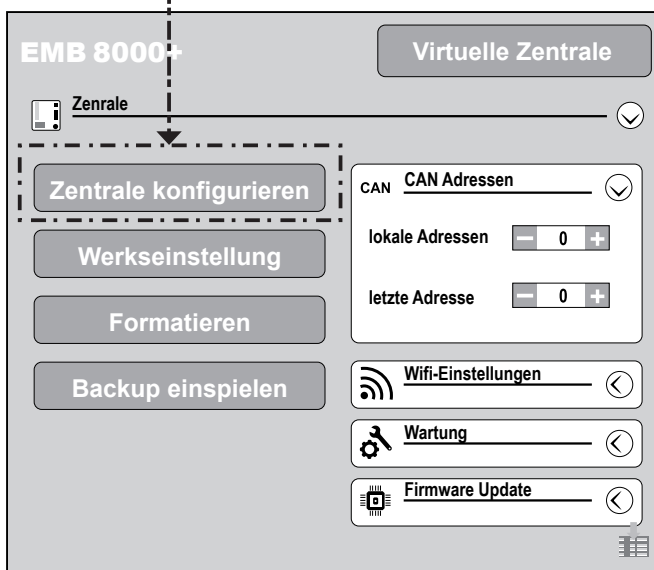 EMB 8000+
Virtuelle Zentrale
Zenrale
Zentrale konfigurieren
Werkseinstellung
Formatieren
Backup einspielen
CAN CAN Adressen
lokale Adressen − 0 +
letzte Adresse − 0 +
Wifi-Einstellungen
Wartung
Firmware Update